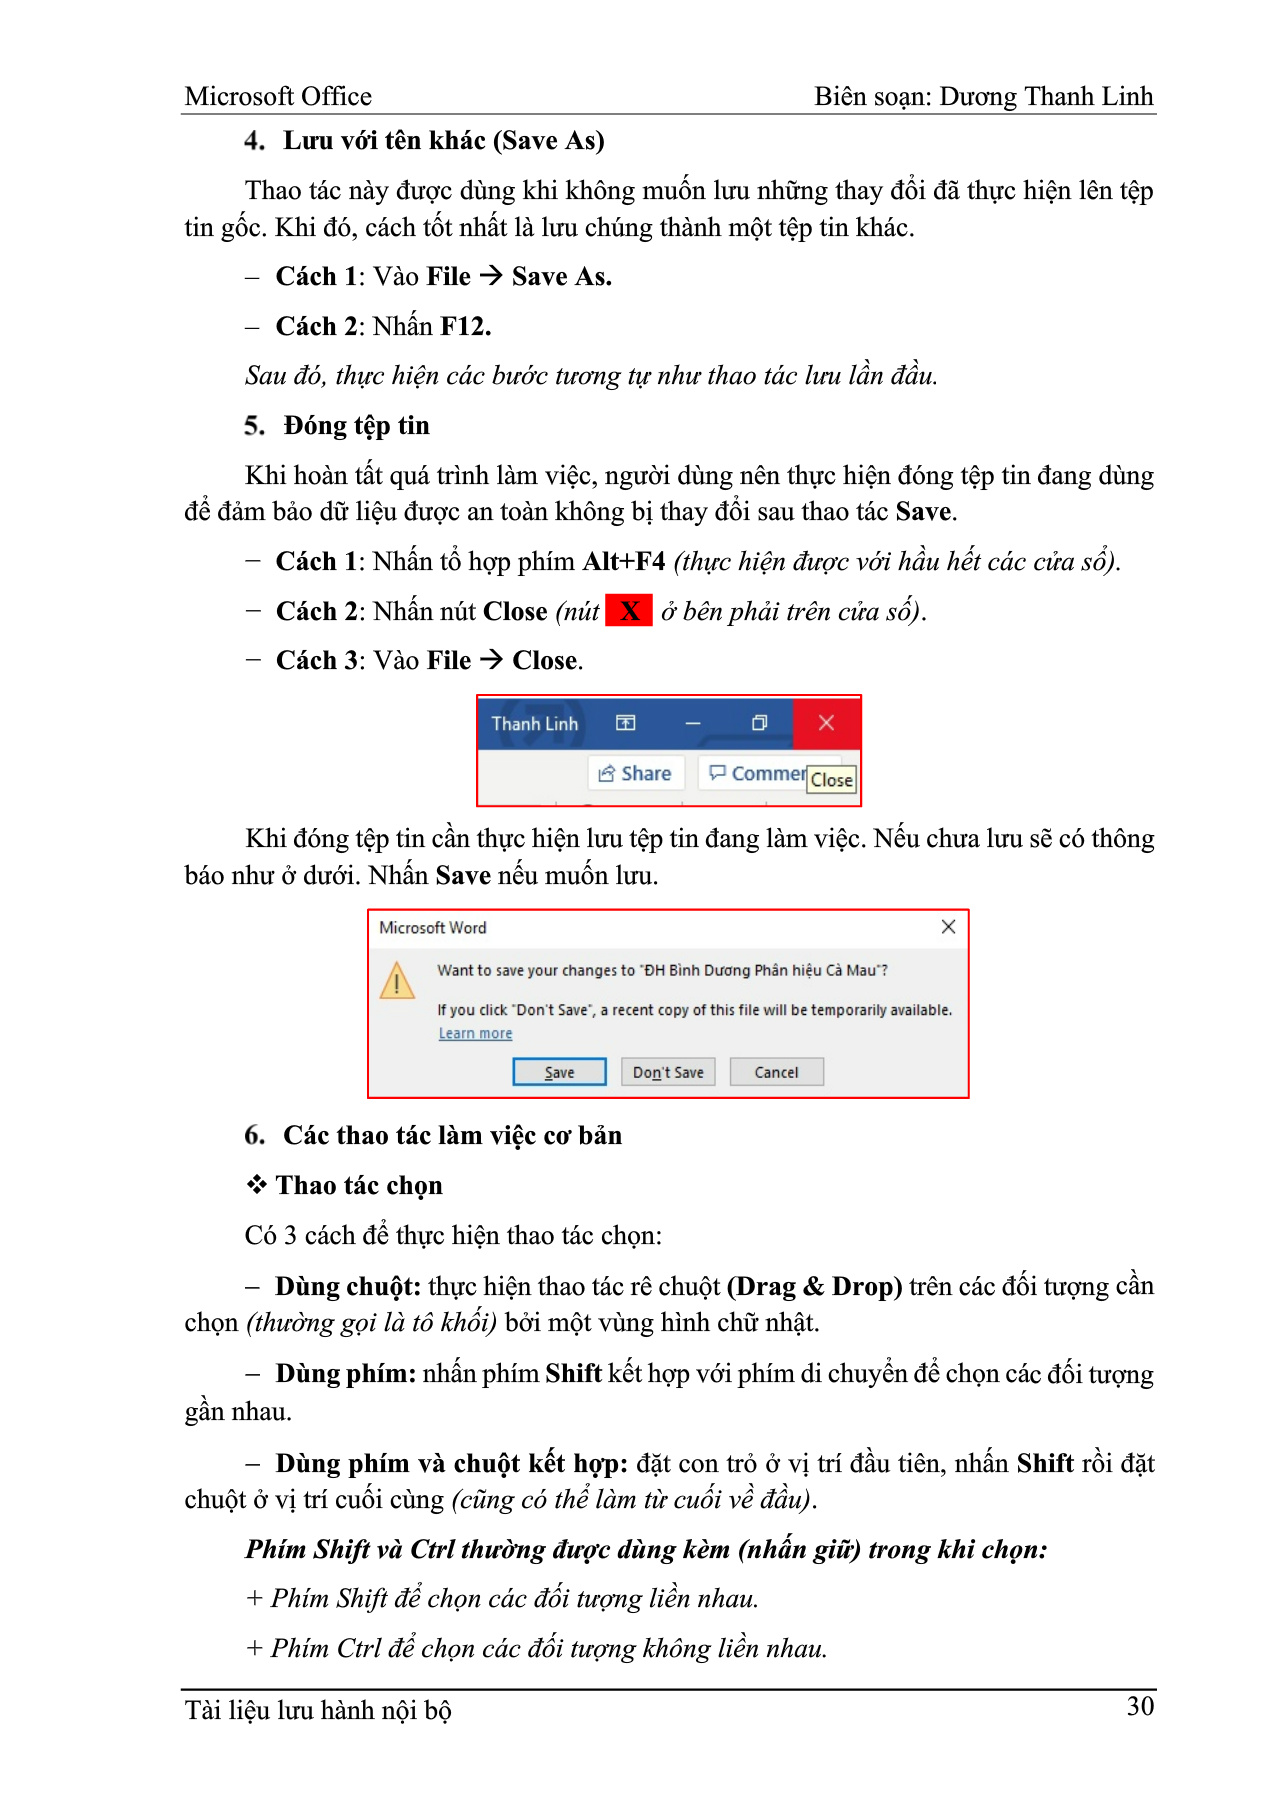 Microsoft Office Biên soạn: Dương Thanh Linh
4. Lưu với tên khác (Save As)
Thao tác này được dùng khi không muốn lưu những thay đổi đã thực hiện lên tệp
tin gốc. Khi đó, cách tốt nhất là lưu chúng thành một tệp tin khác.
– Cách 1: Vào File → Save As.
– Cách 2: Nhấn F12.
Sau đó, thực hiện các bước tương tự như thao tác lưu lần đầu.
5. Đóng tệp tin
Khi hoàn tất quá trình làm việc, người dùng nên thực hiện đóng tệp tin đang dùng
để đảm bảo dữ liệu được an toàn không bị thay đổi sau thao tác Save.
− Cách 1: Nhấn tổ hợp phím Alt+F4 (thực hiện được với hầu hết các cửa sổ).
− Cách 2: Nhấn nút Close (nút X ở bên phải trên cửa số).
− Cách 3: Vào File → Close.
Thanh Linh
Share Commer
Close
Khi đóng tệp tin cần thực hiện lưu tệp tin đang làm việc. Nếu chưa lưu sẽ có thông
báo như ở dưới. Nhấn Save nếu muốn lưu.
Microsoft Word
Want to save your changes to "ĐH Bình Dương Phân hiệu Cà Mau"?
If you click "Don't Save", a recent copy of this file will be temporarily available.
Learn more
Save Don't Save Cancel
6. Các thao tác làm việc cơ bản
❖ Thao tác chọn
Có 3 cách để thực hiện thao tác chọn:
– Dùng chuột: thực hiện thao tác rê chuột (Drag & Drop) trên các đối tượng cần
chọn (thường gọi là tô khối) bởi một vùng hình chữ nhật.
– Dùng phím: nhấn phím Shift kết hợp với phím di chuyển để chọn các đối tượng
gần nhau.
– Dùng phím và chuột kết hợp: đặt con trỏ ở vị trí đầu tiên, nhấn Shift rồi đặt
chuột ở vị trí cuối cùng (cũng có thể làm từ cuối về đầu).
Phím Shift và Ctrl thường được dùng kèm (nhấn giữ) trong khi chọn:
+ Phím Shift để chọn các đối tượng liền nhau.
+ Phím Ctrl để chọn các đối tượng không liền nhau.
Tài liệu lưu hành nội bộ 30